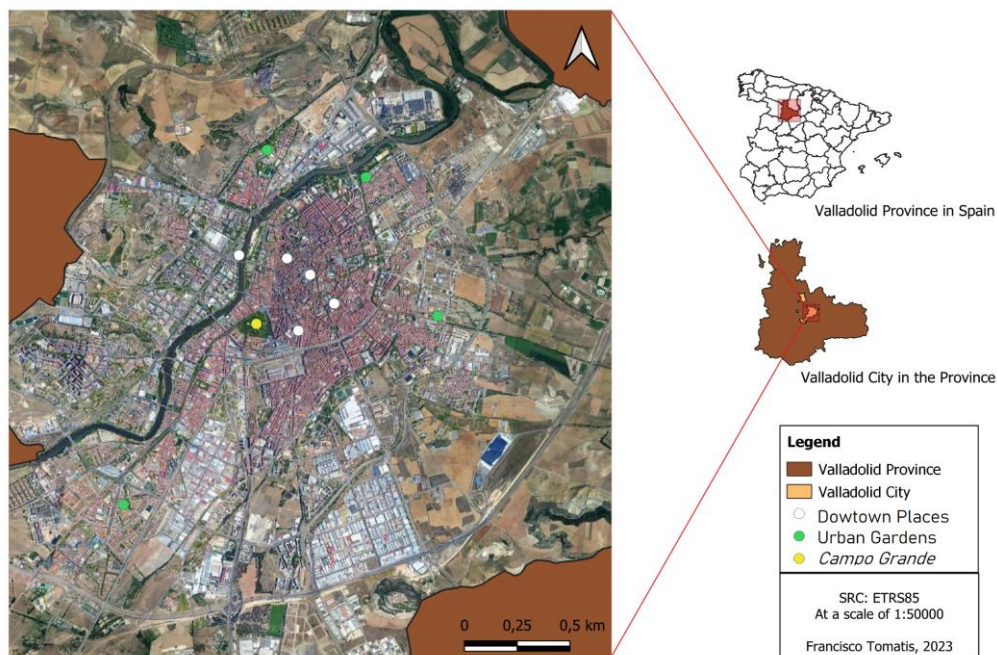 Valladolid Province in Spain
Valladolid City in the Province
Legend
Valladolid Province
Valladolid City
Dowtown Places
Urban Gardens
Campo Grande
SRC: ETRS85
At a scale of 1:50000
Francisco Tomatis, 2023
0 0,25 0,5 km